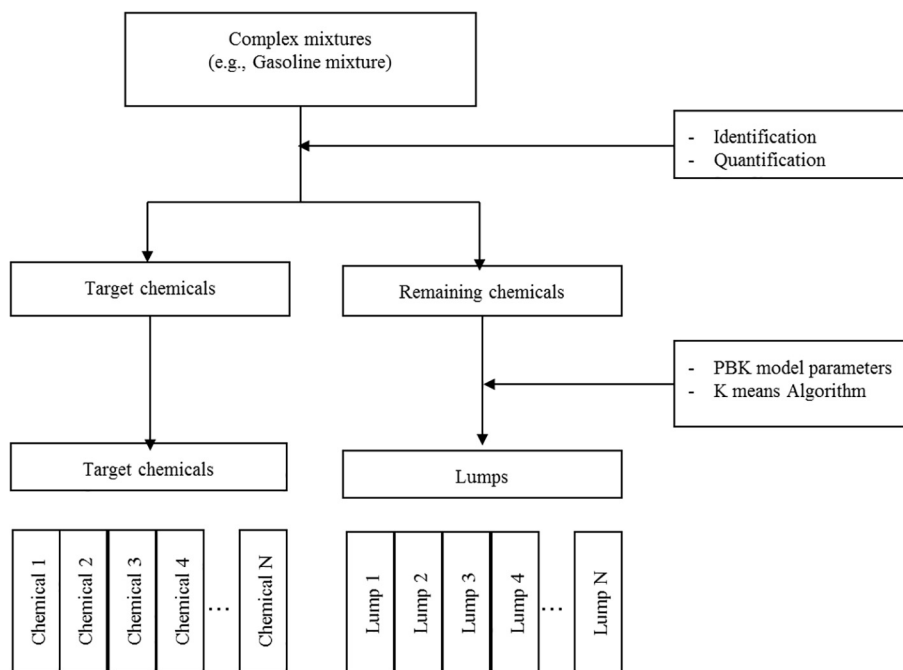 Complex mixtures
(e.g., Gasoline mixture)
- Identification
- Quantification
Target chemicals
Remaining chemicals
- PBK model parameters
- K means Algorithm
Target chemicals
Lumps
Chemical 1
Chemical 2
Chemical 3
Chemical 4
...
Chemical N
Lump 1
Lump 2
Lump 3
Lump 4
...
Lump N